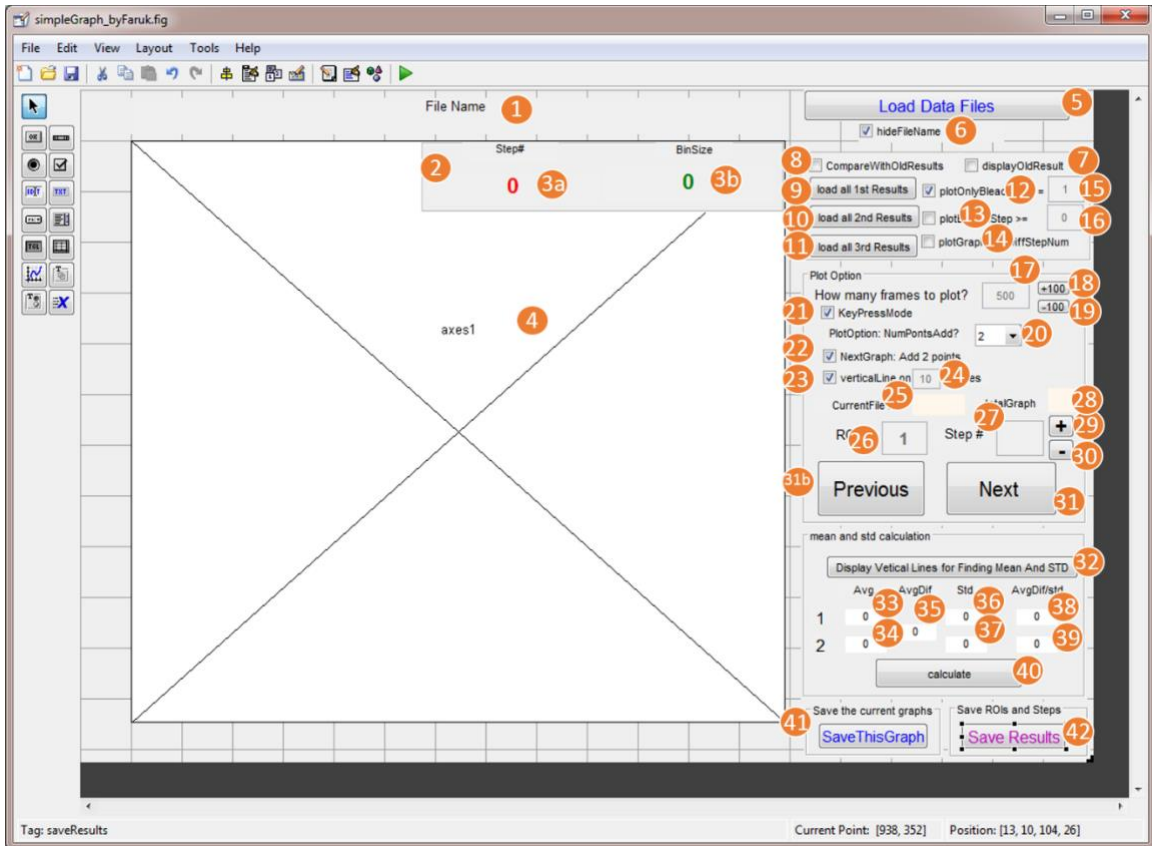 simpleGraph_byFaruk.fig
File Edit View Layout Tools Help
File Name 1
Load Data Files 5
hideFileName 6
2 Step# BinSize
0 3a 0 3b
8 CompareWithOldResults displayOldResult 7
9 load all 1st Results plotOnlyBleac 12 = 1 15
10 load all 2nd Results 13 Step >= 0 16
11 load all 3rd Results plotGrap 14 iffStepNum
Plot Option 17
How many frames to plot? 500 +100 18
-100 19
21 KeyPressMode
PlotOption: NumPontsAdd? 2 20
22 NextGraph: Add 2 points
23 verticalLine on 10 24 es
axes1 4
CurrentFile 25 talGraph 28
26 1 Step # 27 + 29
- 30
31b Previous Next 31
mean and std calculation
Display Vetical Lines for Finding Mean And STD 32
Avg AvgDif Std AvgDif/std
1 0 33 35 0 36 0 38
0
2 0 34 0 37 0 39
calculate 40
41 Save the current graphs Save ROIs and Steps
SaveThisGraph Save Results 42
Tag: saveResults Current Point: [938, 352] Position: [13, 10, 104, 26]